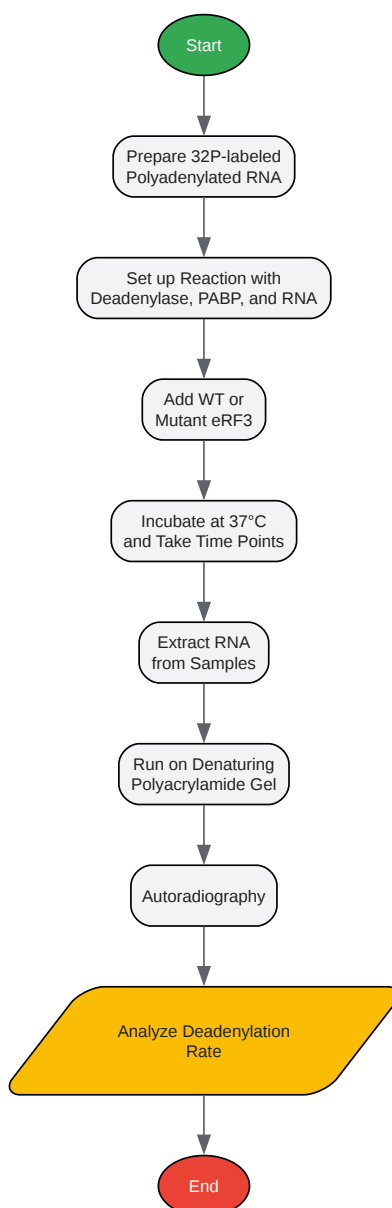 Start
Prepare 32P-labeled
Polyadenylated RNA
Set up Reaction with
Deadenylase, PABP, and RNA
Add WT or
Mutant eRF3
Incubate at 37°C
and Take Time Points
Extract RNA
from Samples
Run on Denaturing
Polyacrylamide Gel
Autoradiography
Analyze Deadenylation
Rate
End